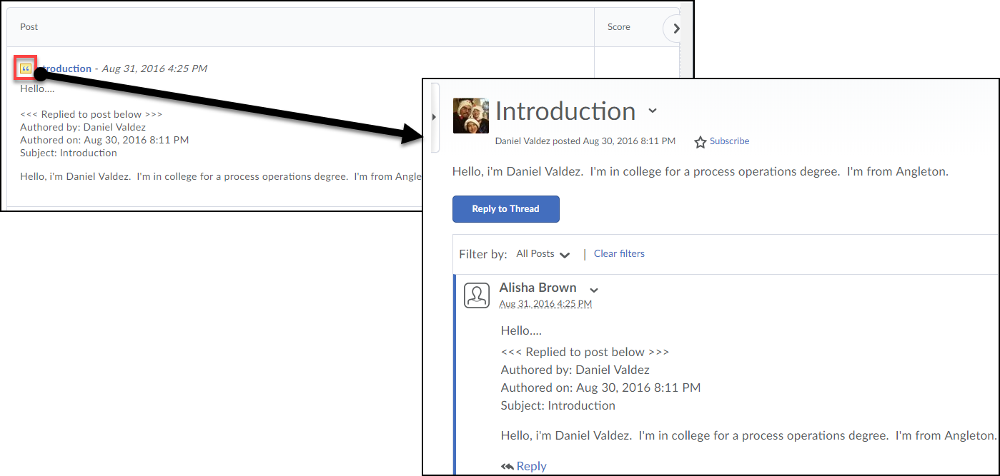 Post Score
troduction - Aug 31, 2016 4:25 PM
Hello....
<<< Replied to post below >>>
Authored by: Daniel Valdez
Authored on: Aug 30, 2016 8:11 PM
Subject: Introduction
Hello, i'm Daniel Valdez. I'm in college for a process operations degree. I'm from Angle
Introduction
Daniel Valdez posted Aug 30, 2016 8:11 PM Subscribe
Hello, i'm Daniel Valdez. I'm in college for a process operations degree. I'm from Angleton.
Reply to Thread
Filter by: All Posts | Clear filters
Alisha Brown
Aug 31, 2016 4:25 PM
Hello....
<<< Replied to post below >>>
Authored by: Daniel Valdez
Authored on: Aug 30, 2016 8:11 PM
Subject: Introduction
Hello, i'm Daniel Valdez. I'm in college for a process operations degree. I'm from Angleton.
Reply